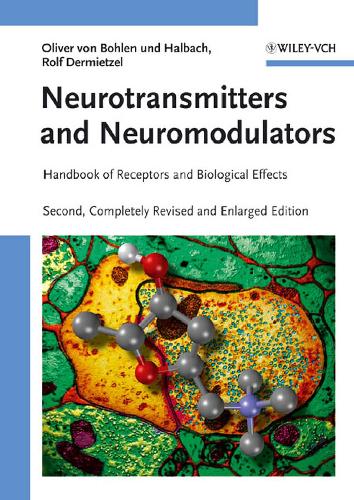 Oliver von Bohlen und Halbach,
Rolf Dermietzel
WILEY-VCH
Neurotransmitters
and Neuromodulators
Handbook of Receptors and Biological Effects
Second, Completely Revised and Enlarged Edition